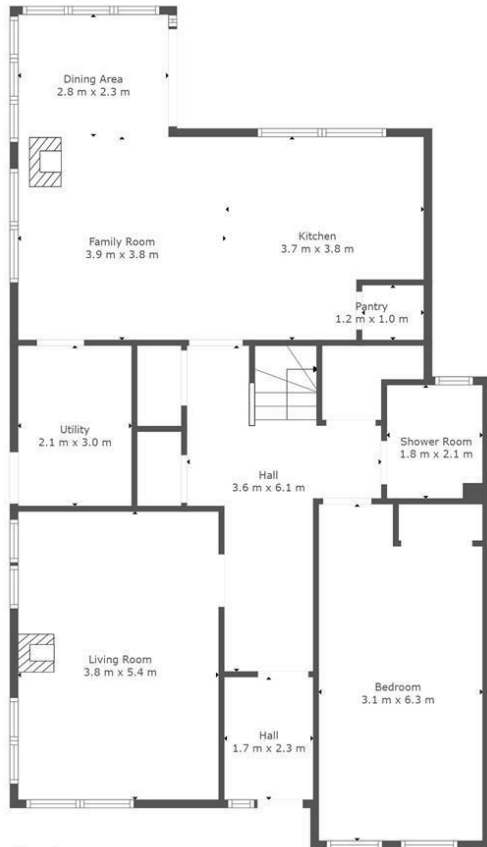 Dining Area
2.8 m x 2.3 m
Family Room
3.9 m x 3.8 m
Kitchen
3.7 m x 3.8 m
Pantry
1.2 m x 1.0 m
Utility
2.1 m x 3.0 m
Shower Room
1.8 m x 2.1 m
Hall
3.6 m x 6.1 m
Living Room
3.8 m x 5.4 m
Bedroom
3.1 m x 6.3 m
Hall
1.7 m x 2.3 m